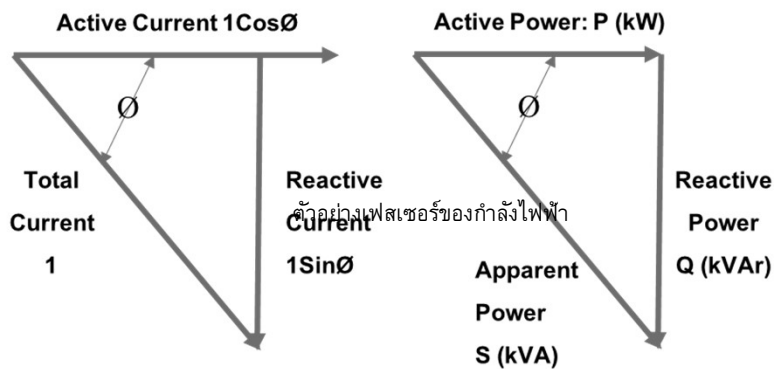 Active Current 1CosØ
Ø
Total
Current
1
Reactive
Current
1SinØ
Active Power: P (kW)
Ø
Reactive
Power
Q (kVAr)
Apparent
Power
S (kVA)
ตัวอย่างเฟสเซอร์ของกำลังไฟฟ้า